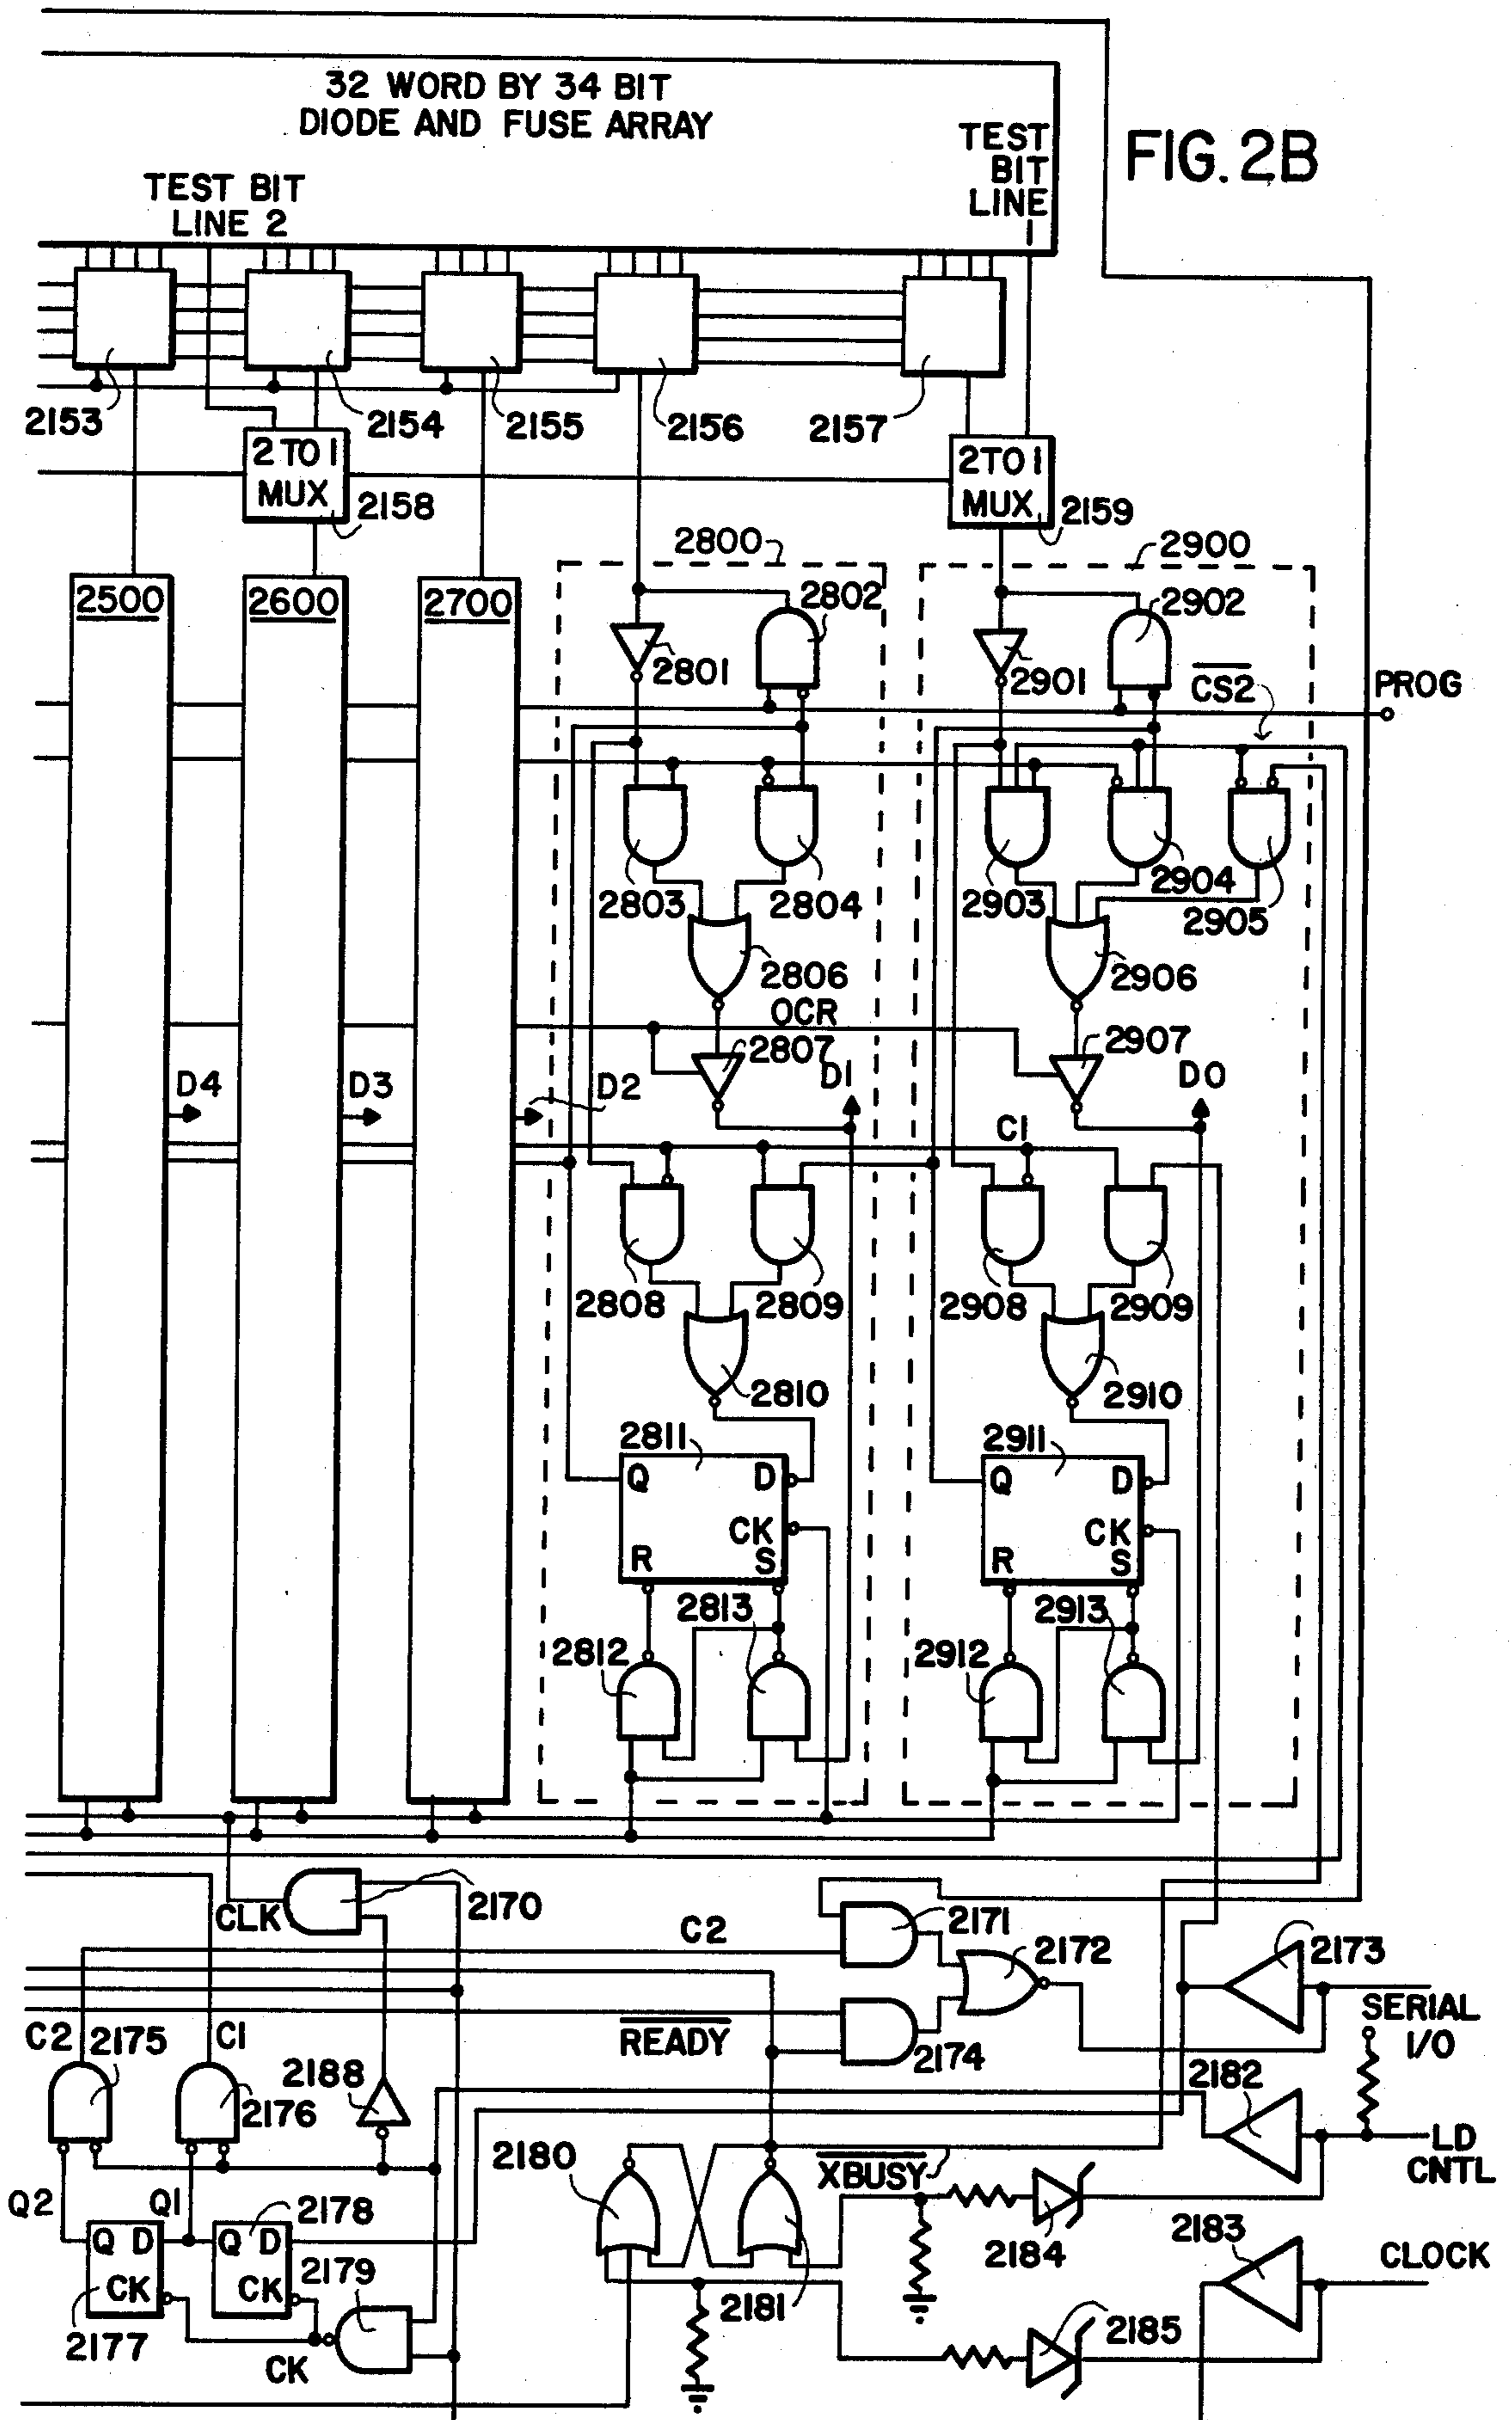 32 WORD BY 34 BIT
DIODE AND FUSE ARRAY
TEST
BIT
LINE 1
FIG. 2B
TEST BIT
LINE 2
2153
2154
2155
2156
2157
2 TO 1
MUX
2158
2 TO 1
MUX
2159
2500
2600
2700
2800
2900
2802
2902
2801
2901
CS2
PROG
2803
2804
2903
2904
2905
2806
2906
OCR
2807
2907
D4
D3
D2
D1
D0
C1
2808
2809
2908
2909
2810
2910
2811
2911
Q D
CK
R S
Q D
CK
R S
2813
2913
2812
2912
CLK
2170
C2
2171
2172
2173
SERIAL
I/O
READY
2174
C2
2175
C1
2176
2188
2182
LD
CNTL
2180
XBUSY
Q2
Q1
2178
Q D
CK
Q D
CK
2179
2184
2183
CLOCK
2181
2185
2177
CK